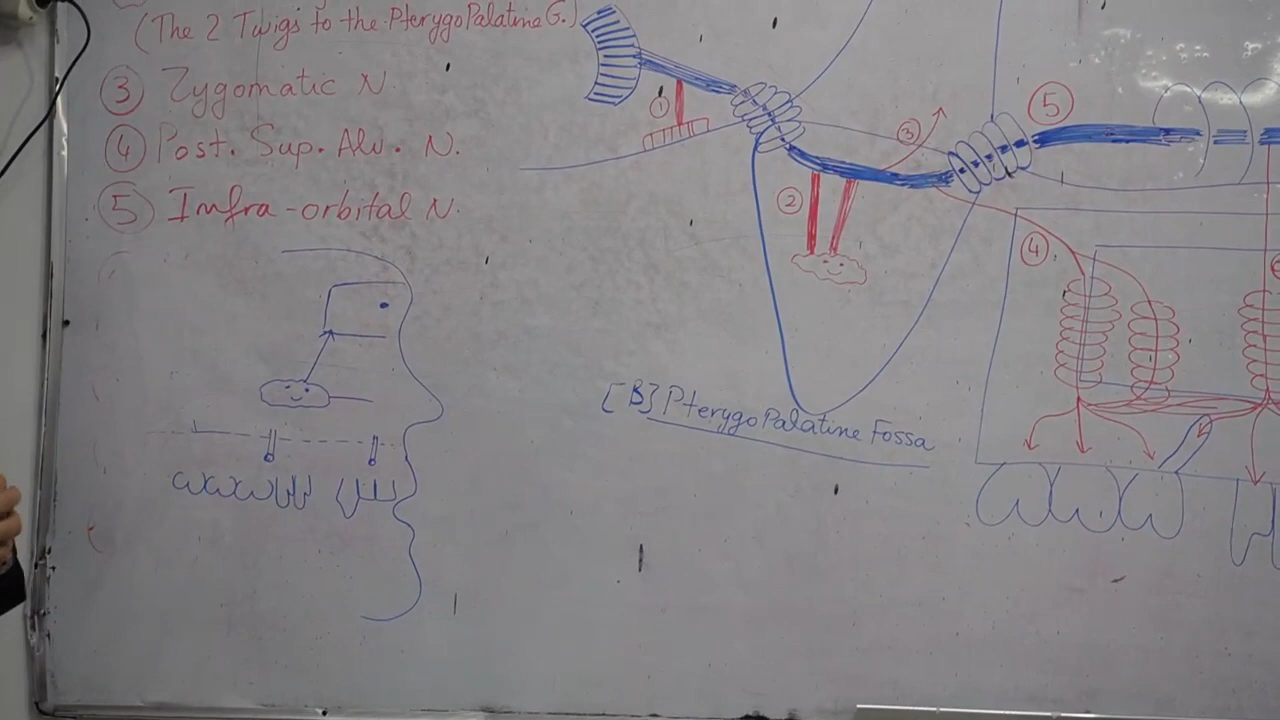 (The 2 Twigs to the PterygoPalatine G.)
③ Zygomatic N.
④ Post. Sup. Alv. N.
⑤ Infra-orbital N.
①
②
③
⑤
④
[B] PterygoPalatine Fossa